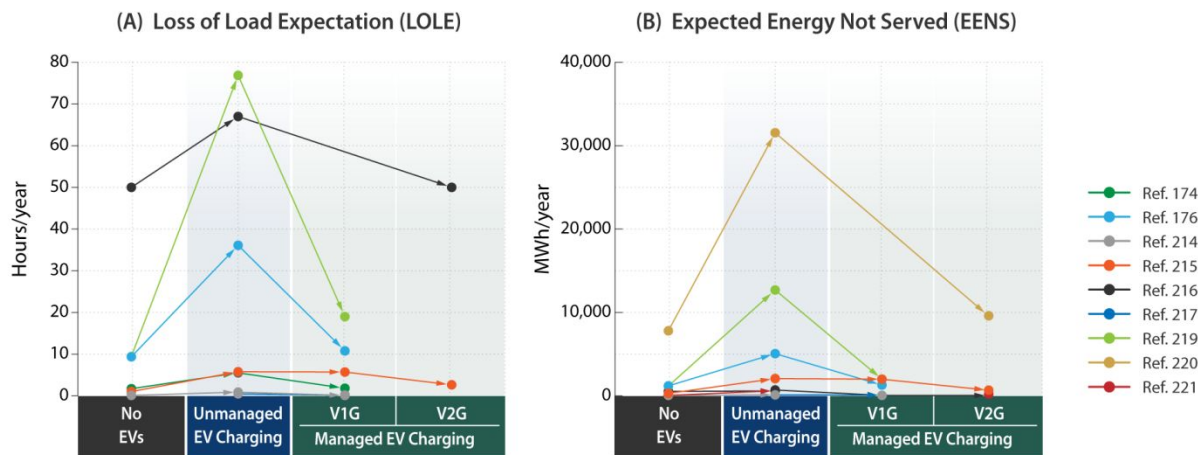 (A) Loss of Load Expectation (LOLE)
Hours/year
80
70
60
50
40
30
20
10
0
No
EVs
Unmanaged
EV Charging
V1G
V2G
Managed EV Charging
(B) Expected Energy Not Served (EENS)
MWh/year
40,000
30,000
20,000
10,000
0
No
EVs
Unmanaged
EV Charging
V1G
V2G
Managed EV Charging
Ref. 174
Ref. 176
Ref. 214
Ref. 215
Ref. 216
Ref. 217
Ref. 219
Ref. 220
Ref. 221